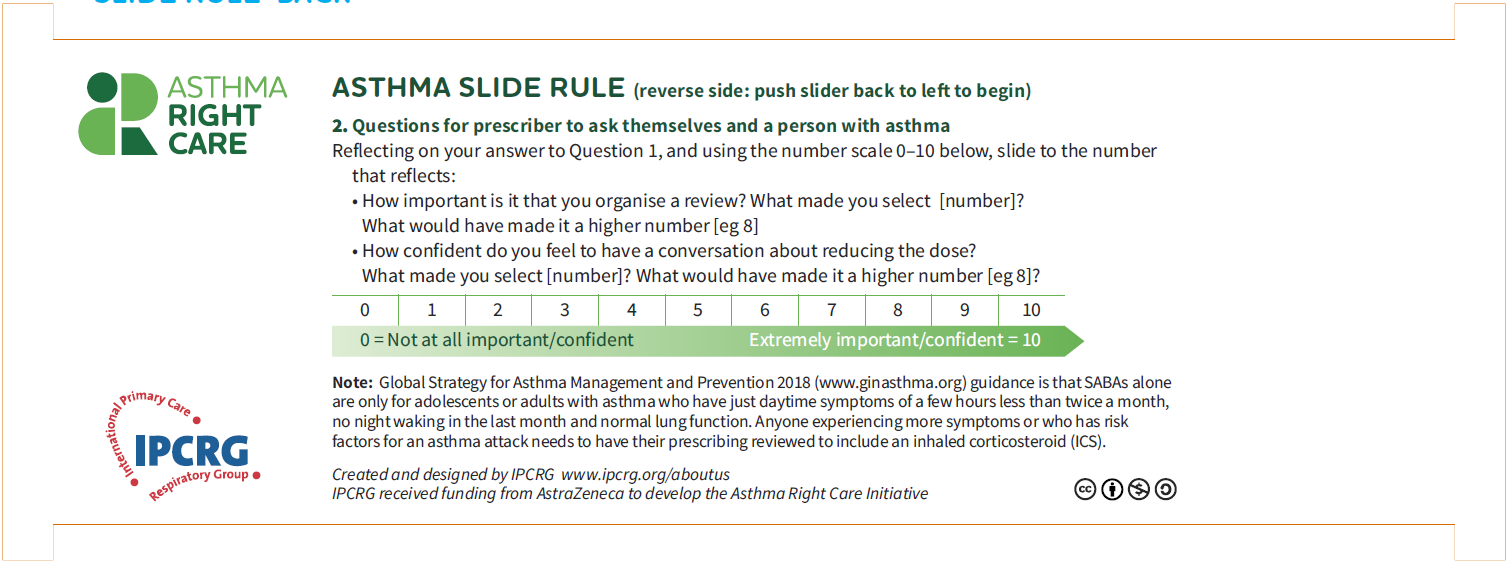 SLIDE RULE BACK
ASTHMA
RIGHT
CARE
ASTHMA SLIDE RULE (reverse side: push slider back to left to begin)
2. Questions for prescriber to ask themselves and a person with asthma
Reflecting on your answer to Question 1, and using the number scale 0–10 below, slide to the number
that reflects:
• How important is it that you organise a review? What made you select [number]?
What would have made it a higher number [eg 8]
• How confident do you feel to have a conversation about reducing the dose?
What made you select [number]? What would have made it a higher number [eg 8]?
0 1 2 3 4 5 6 7 8 9 10
0 = Not at all important/confident Extremely important/confident = 10
Note: Global Strategy for Asthma Management and Prevention 2018 (www.ginasthma.org) guidance is that SABAs alone
are only for adolescents or adults with asthma who have just daytime symptoms of a few hours less than twice a month,
no night waking in the last month and normal lung function. Anyone experiencing more symptoms or who has risk
factors for an asthma attack needs to have their prescribing reviewed to include an inhaled corticosteroid (ICS).
International Primary Care
IPCRG
Respiratory Group
Created and designed by IPCRG www.ipcrg.org/aboutus
IPCRG received funding from AstraZeneca to develop the Asthma Right Care Initiative
cc